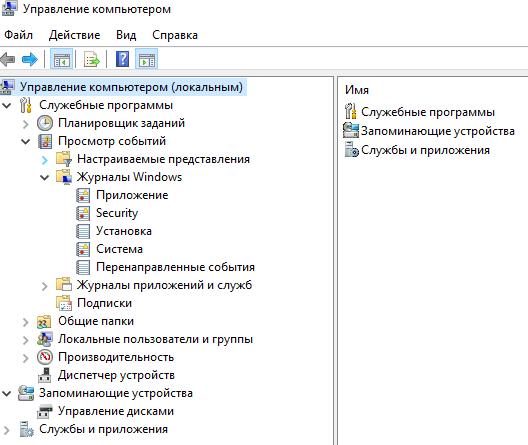 Управление компьютером
Файл Действие Вид Справка
Управление компьютером (локальным)
Служебные программы
Планировщик заданий
Просмотр событий
Настраиваемые представления
Журналы Windows
Приложение
Security
Установка
Система
Перенаправленные события
Журналы приложений и служб
Подписки
Общие папки
Локальные пользователи и группы
Производительность
Диспетчер устройств
Запоминающие устройства
Управление дисками
Службы и приложения
Имя
Служебные программы
Запоминающие устройства
Службы и приложения